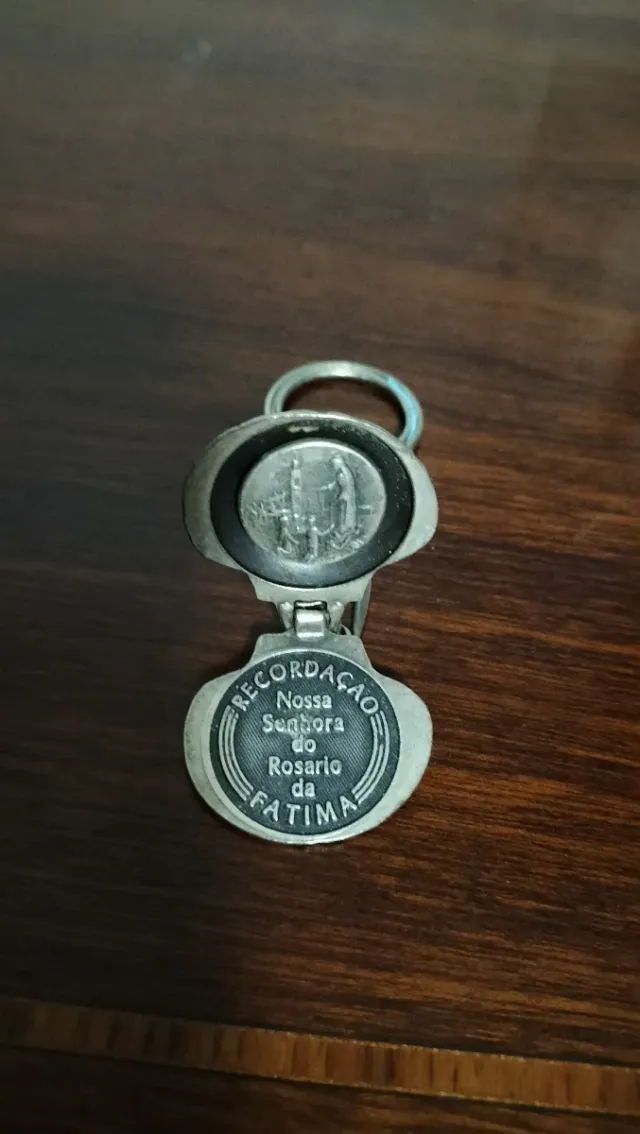 RECORDAÇAO
Nossa
Senhora
do
Rosario
da
FATIMA